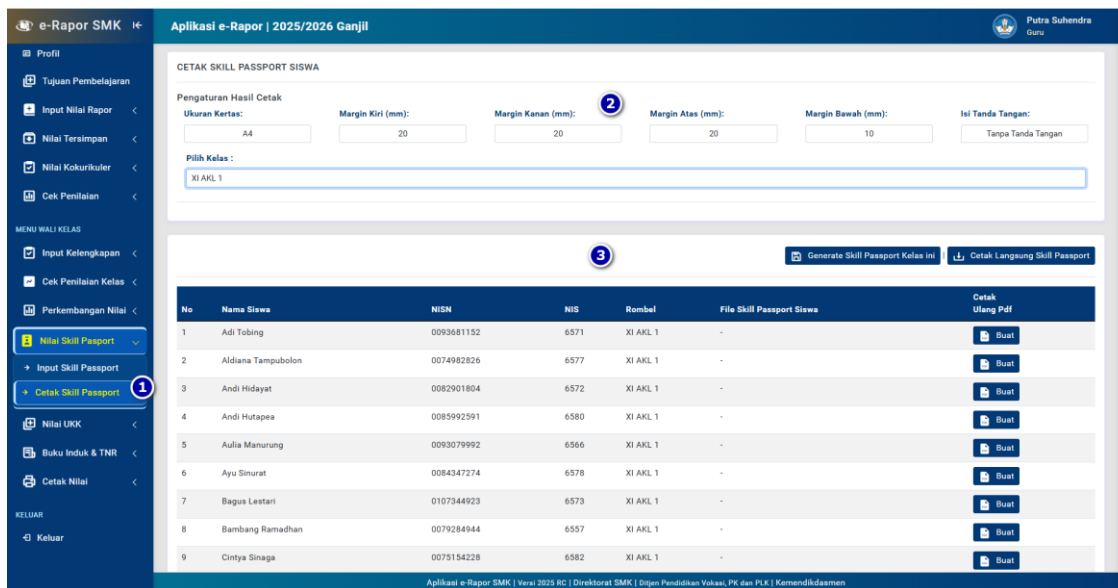 e-Rapor SMK
Aplikasi e-Rapor | 2025/2026 Ganjil
Putra Suhendra
Guru
Profil
Tujuan Pembelajaran
Input Nilai Rapor
Nilai Tersimpan
Nilai Kokurikuler
Cek Penilaian
MENU WALI KELAS
Input Kelengkapan
Cek Penilaian Kelas
Perkembangan Nilai
Nilai Skill Pasport
Input Skill Passport
Cetak Skill Passport
1
Nilai UKK
Buku Induk & TNR
Cetak Nilai
KELUAR
Keluar
CETAK SKILL PASSPORT SISWA
Pengaturan Hasil Cetak
2
Ukuran Kertas: Margin Kiri (mm): Margin Kanan (mm): Margin Atas (mm): Margin Bawah (mm): Isi Tanda Tangan:
A4 20 20 20 10 Tanpa Tanda Tangan
Pilih Kelas :
XI AKL 1
3
Generate Skill Passport Kelas ini | Cetak Langsung Skill Passport
No Nama Siswa NISN NIS Rombel File Skill Passport Siswa Cetak Ulang Pdf
1 Adi Tobing 0093681152 6571 XI AKL 1 - Buat
2 Aldiana Tampubolon 0074982826 6577 XI AKL 1 - Buat
3 Andi Hidayat 0082901804 6572 XI AKL 1 - Buat
4 Andi Hutapea 0085992591 6580 XI AKL 1 - Buat
5 Aulia Manurung 0093079992 6566 XI AKL 1 - Buat
6 Ayu Sinurat 0084347274 6578 XI AKL 1 - Buat
7 Bagus Lestari 0107344923 6573 XI AKL 1 - Buat
8 Bambang Ramadhan 0079284944 6557 XI AKL 1 - Buat
9 Cintya Sinaga 0075154228 6582 XI AKL 1 - Buat
Aplikasi e-Rapor SMK | Versi 2025 RC | Direktorat SMK | Ditjen Pendidikan Vokasi, PK dan PLK | Kemendikdasmen